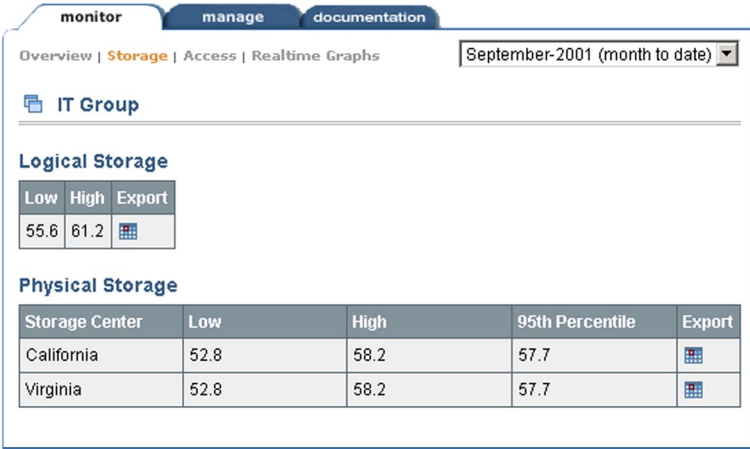 monitor manage documentation
Overview | Storage | Access | Realtime Graphs September-2001 (month to date)
IT Group
Logical Storage
Low High Export
55.6 61.2
Physical Storage
Storage Center Low High 95th Percentile Export
California 52.8 58.2 57.7
Virginia 52.8 58.2 57.7